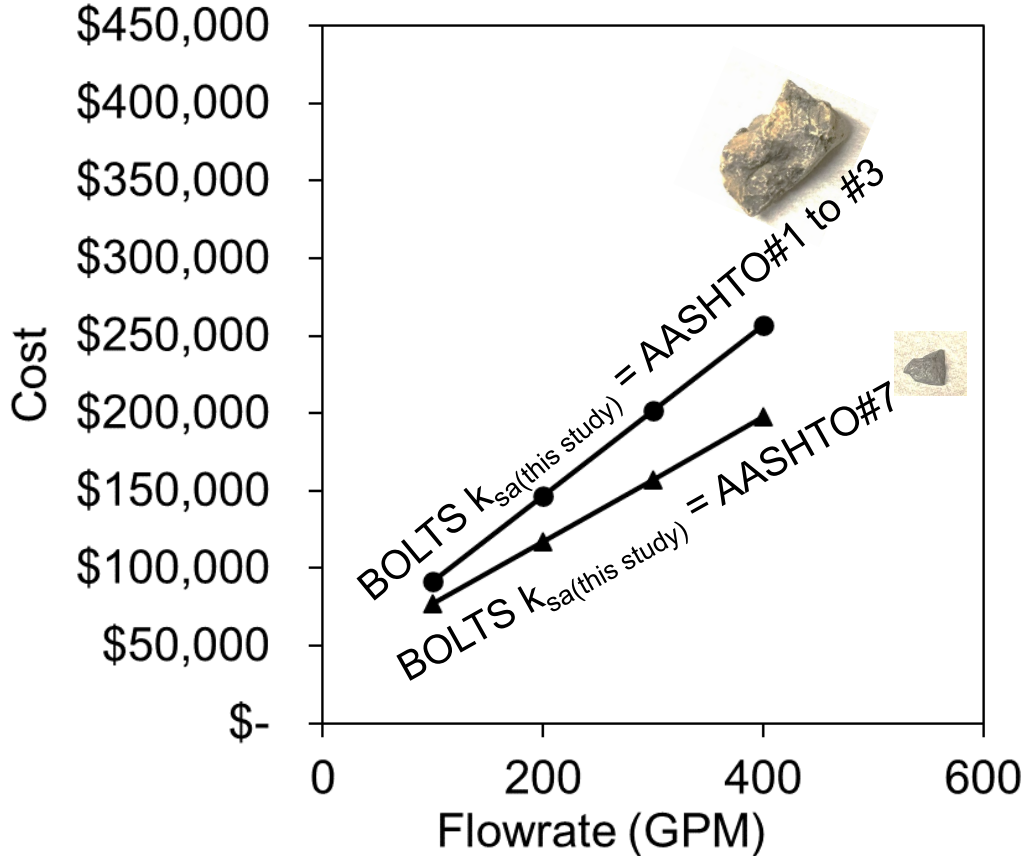 $450,000
$400,000
$350,000
$300,000
$250,000
$200,000
$150,000
$100,000
$50,000
$-
Cost
BOLTS ksa(this study) = AASHTO#1 to #3
BOLTS ksa(this study) = AASHTO#7
0 200 400 600
Flowrate (GPM)